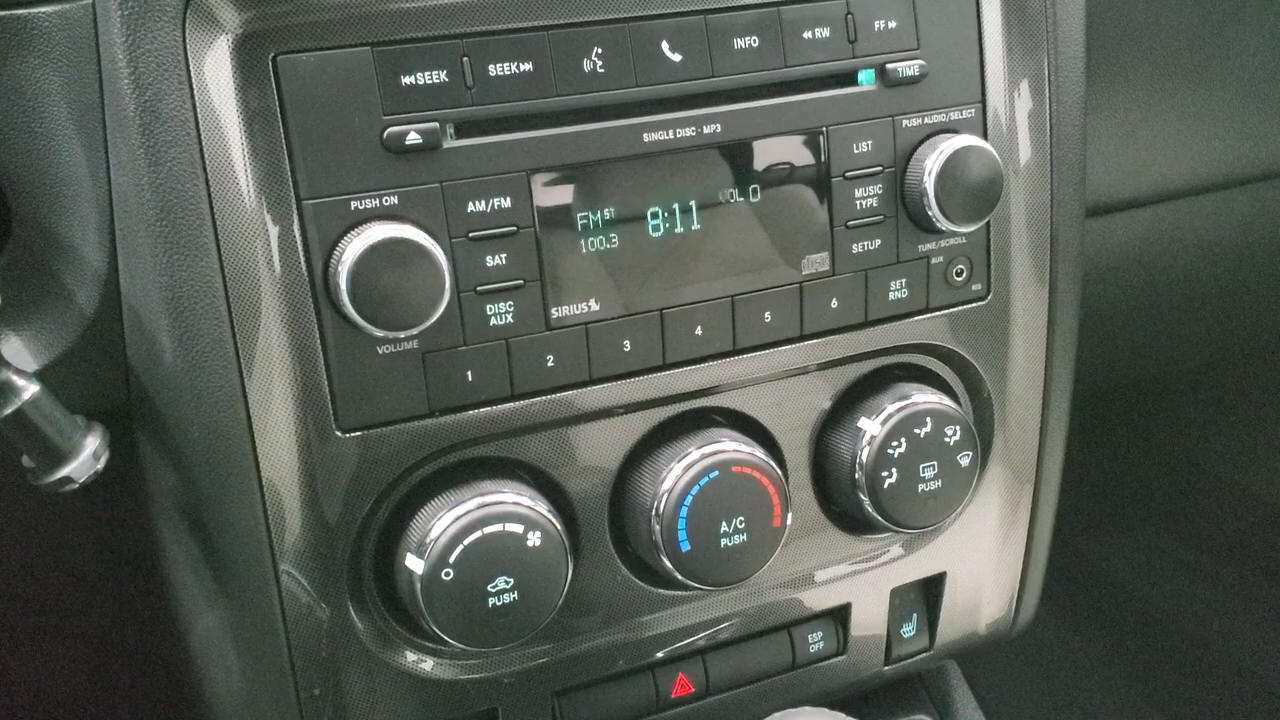 SEEK
SEEK
INFO
RW
FF
TIME
SINGLE DISC - MP3
PUSH ON
VOLUME
AM/FM
SAT
DISC
AUX
FM ST
100.3
8:11
VOL 0
SIRIUS
LIST
MUSIC
TYPE
SETUP
PUSH AUDIO/SELECT
TUNE/SCROLL
AUX
1
2
3
4
5
6
SET
RND
PUSH
A/C
PUSH
PUSH
ESP
OFF